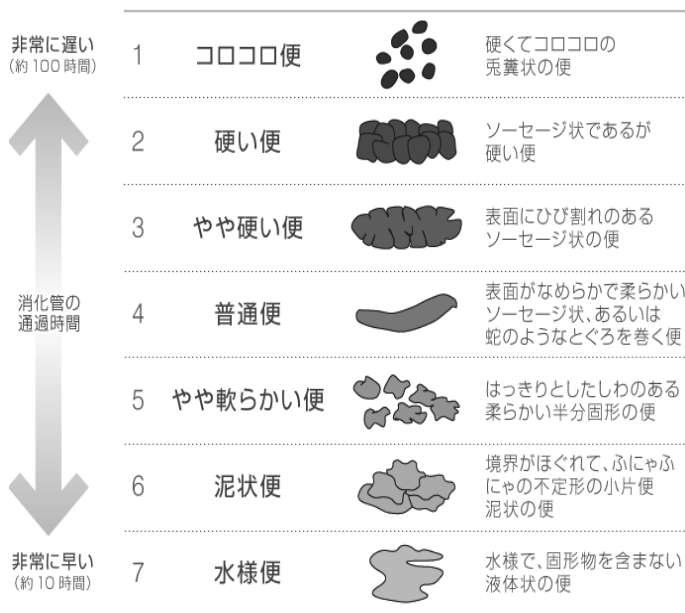 非常に遅い
(約100時間)
1
コロコロ便
硬くてコロコロの
兎糞状の便
2
硬い便
ソーセージ状であるが
硬い便
3
やや硬い便
表面にひび割れのある
ソーセージ状の便
消化管の
通過時間
4
普通便
表面がなめらかで柔らかい
ソーセージ状、あるいは
蛇のようなとぐろを巻く便
5
やや軟らかい便
はっきりとしたしわのある
柔らかい半分固形の便
6
泥状便
境界がほぐれて、ふにゃふ
にゃの不定形の小片便
泥状の便
非常に早い
(約10時間)
7
水様便
水様で、固形物を含まない
液体状の便